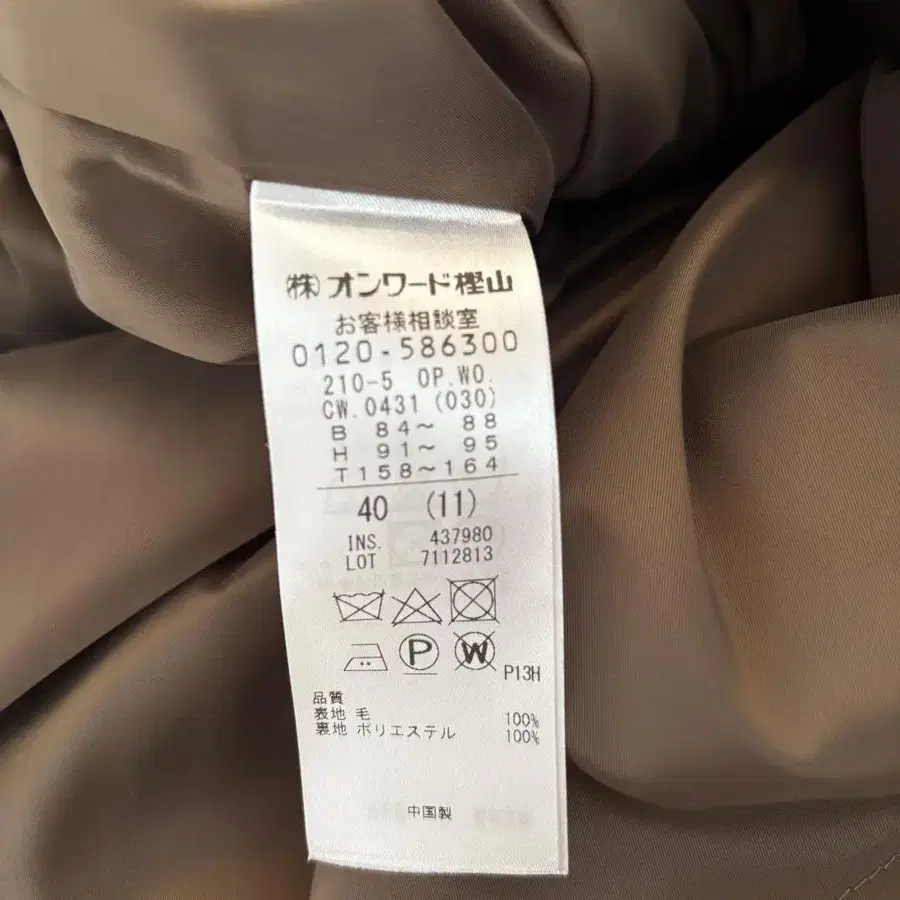 (株)オンワード樫山
お客様相談室
0120-586300
210-5 OP.WO.
CW.0431 (030)
B 84～ 88
H 91～ 95
T158～164
40 (11)
INS. 437980
LOT 7112813
P
W
P13H
品質
表地 毛 100%
裏地 ポリエステル 100%
中国製